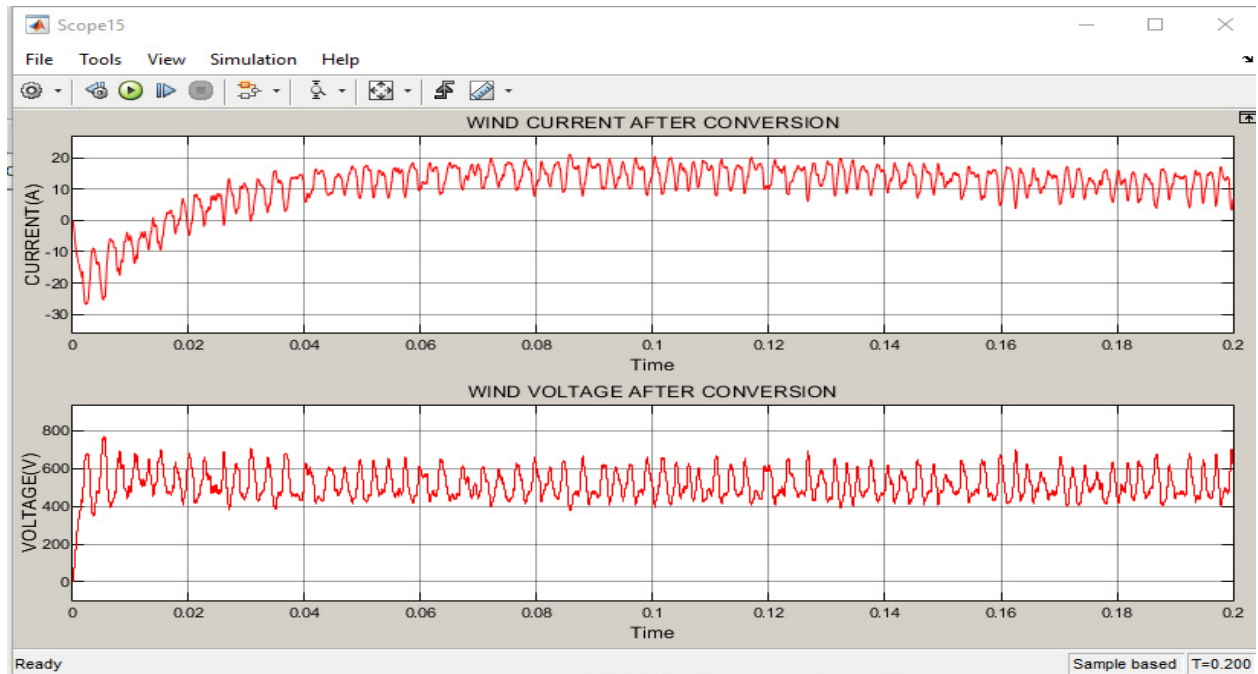 Scope15
File Tools View Simulation Help
WIND CURRENT AFTER CONVERSION
CURRENT(A)
20
10
0
-10
-20
-30
0 0.02 0.04 0.06 0.08 0.1 0.12 0.14 0.16 0.18 0.2
Time
WIND VOLTAGE AFTER CONVERSION
VOLTAGE(V)
800
600
400
200
0
0 0.02 0.04 0.06 0.08 0.1 0.12 0.14 0.16 0.18 0.2
Time
Ready Sample based T=0.200